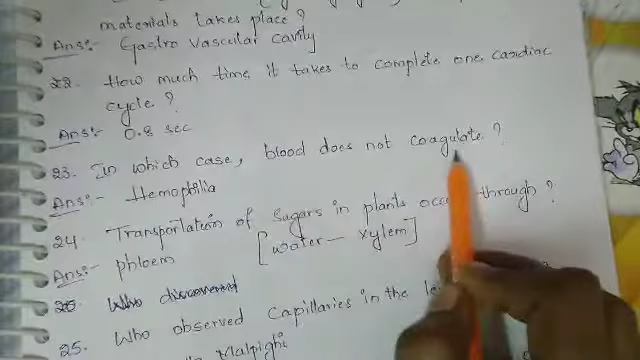 materials takes place?
Ans:- Gastro Vascular cavity
22. How much time it takes to complete one cardiac
cycle?
Ans:- 0.8 sec
23. In which case, blood does not coagulate?
Ans:- Hemophilia
24. Transportation of sugars in plants through?
Ans:- phloem [water - xylem]
Who discovered
25. Who observed Capillaries in the
Malpighi